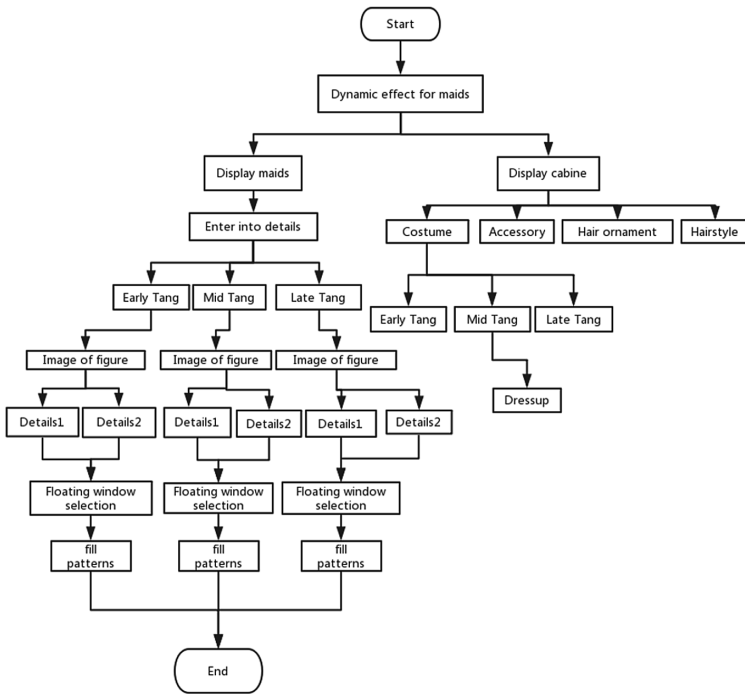 Start
Dynamic effect for maids
Display maids
Display cabine
Enter into details
Costume
Accessory
Hair ornament
Hairstyle
Early Tang
Mid Tang
Late Tang
Early Tang
Mid Tang
Late Tang
Image of figure
Image of figure
Image of figure
Dressup
Details1
Details2
Details1
Details2
Details1
Details2
Floating window
selection
Floating window
selection
Floating window
selection
fill
patterns
fill
patterns
fill
patterns
End